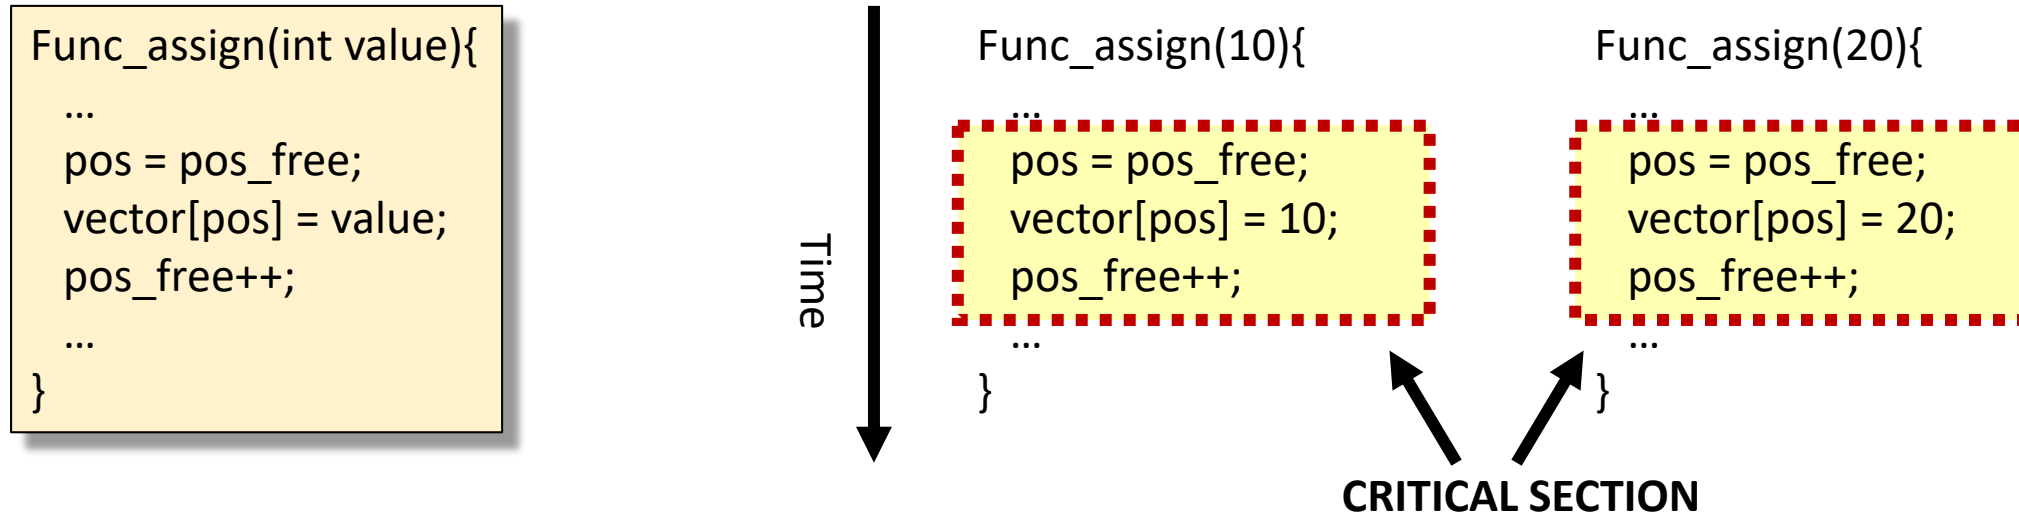 Func_assign(int value){
...
pos = pos_free;
vector[pos] = value;
pos_free++;
...
}
Time
Func_assign(10){
...
pos = pos_free;
vector[pos] = 10;
pos_free++;
...
}
Func_assign(20){
...
pos = pos_free;
vector[pos] = 20;
pos_free++;
...
}
CRITICAL SECTION